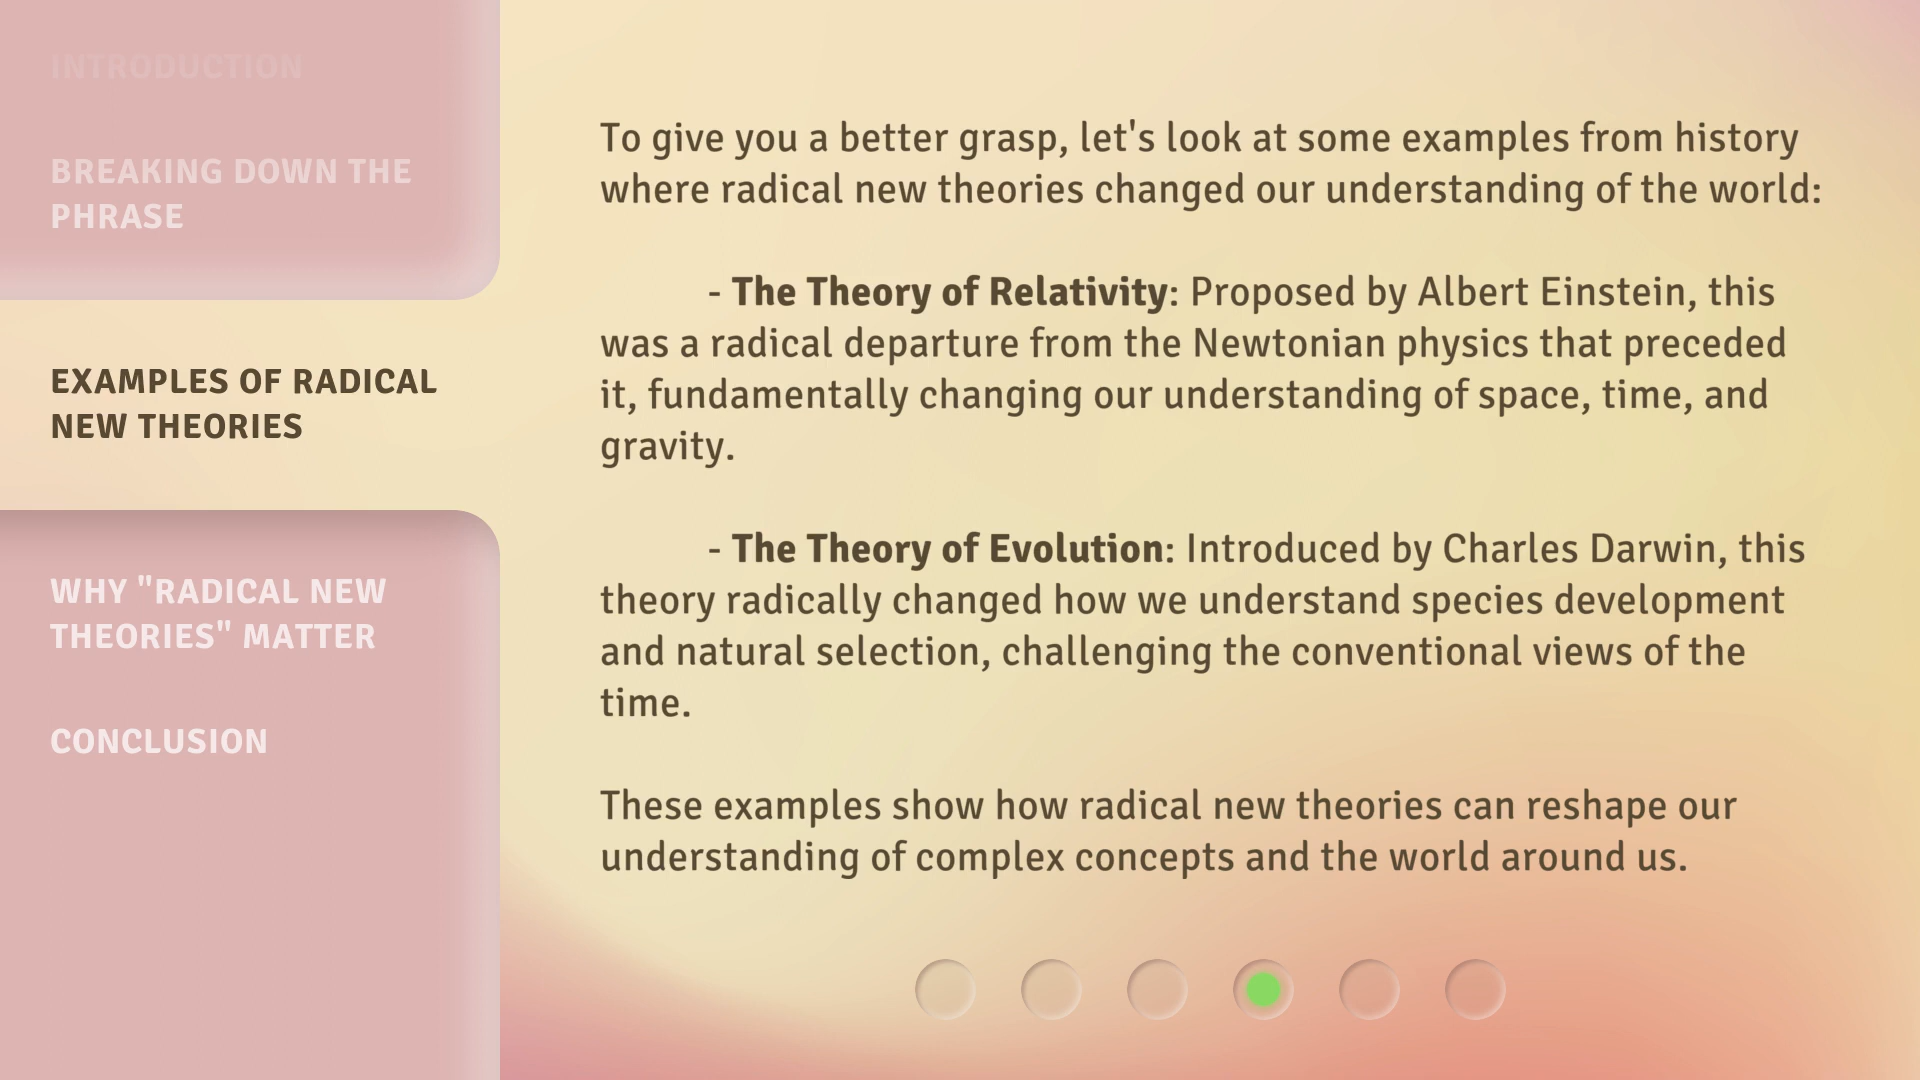 INTRODUCTION
BREAKING DOWN THE
PHRASE
EXAMPLES OF RADICAL
NEW THEORIES
WHY "RADICAL NEW
THEORIES" MATTER
CONCLUSION
To give you a better grasp, let's look at some examples from history
where radical new theories changed our understanding of the world:
- The Theory of Relativity: Proposed by Albert Einstein, this
was a radical departure from the Newtonian physics that preceded
it, fundamentally changing our understanding of space, time, and
gravity.
- The Theory of Evolution: Introduced by Charles Darwin, this
theory radically changed how we understand species development
and natural selection, challenging the conventional views of the
time.
These examples show how radical new theories can reshape our
understanding of complex concepts and the world around us.